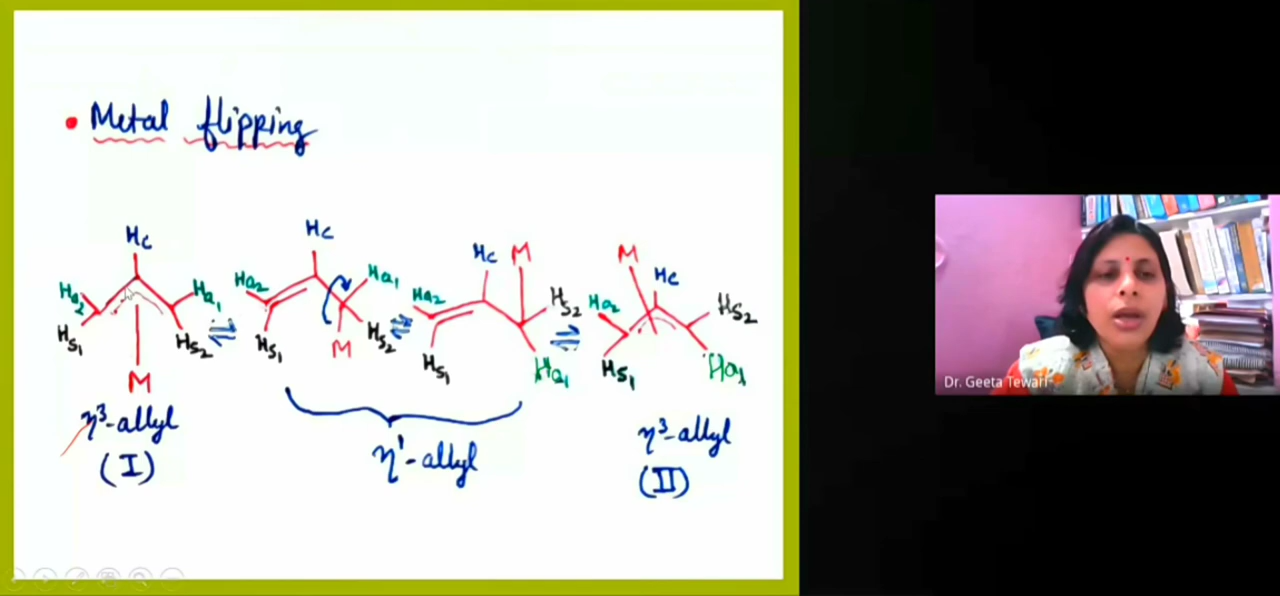 • Metal flipping
Hc
Ha2
Ha1
Hs1
Hs2
M
η³-allyl
(I)
Hc
Ha2
Ha1
Hs1
Hs2
M
Hc
M
Ha2
Hs2
Hs1
Ha1
η¹-allyl
M
Hc
Ha2
Hs2
Hs1
Ha1
η³-allyl
(II)
Dr. Geeta Tewari